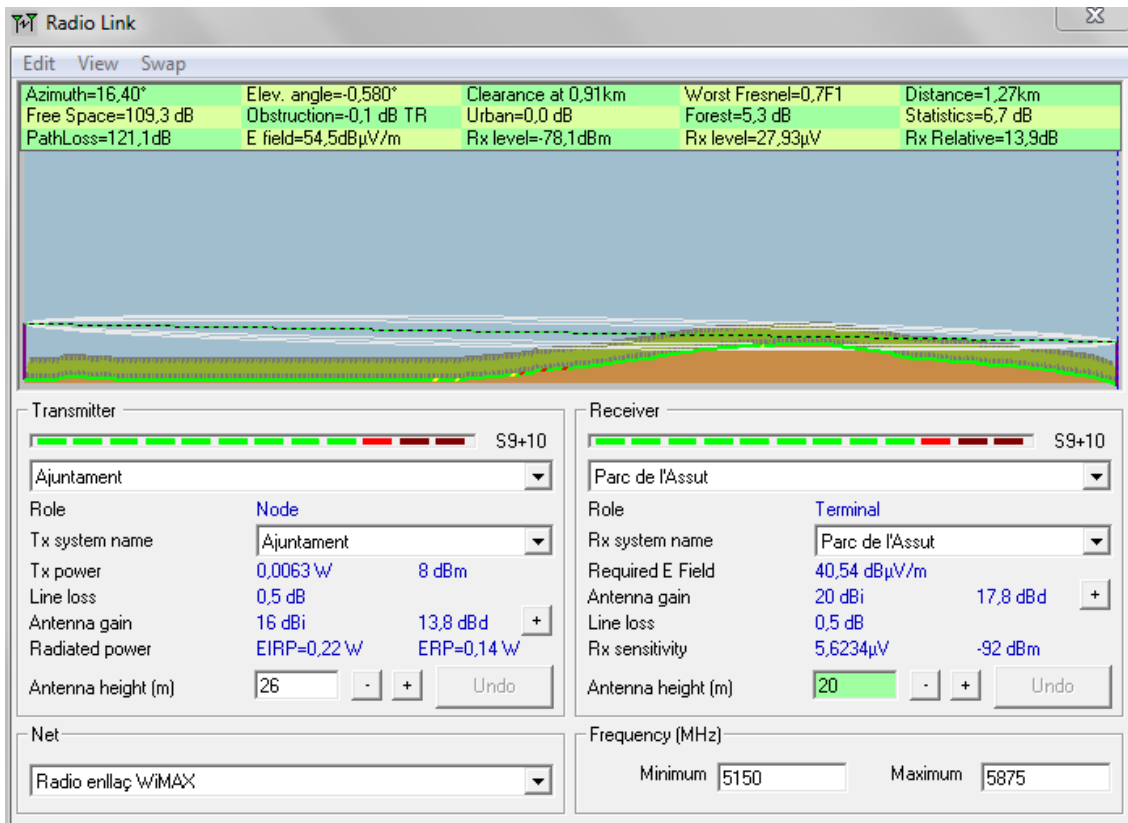 Radio Link
Edit View Swap
Azimuth=16,40° Elev. angle=-0,580° Clearance at 0,91km Worst Fresnel=0,7F1 Distance=1,27km
Free Space=109,3 dB Obstruction=-0,1 dB TR Urban=0,0 dB Forest=5,3 dB Statistics=6,7 dB
PathLoss=121,1dB E field=54,5dBµV/m Rx level=-78,1dBm Rx level=27,93µV Rx Relative=13,9dB
Transmitter
S9+10
Ajuntament
Role Node
Tx system name Ajuntament
Tx power 0,0063 W 8 dBm
Line loss 0,5 dB
Antenna gain 16 dBi 13,8 dBd +
Radiated power EIRP=0,22 W ERP=0,14 W
Antenna height (m) 26 - + Undo
Net
Radio enllaç WiMAX
Receiver
S9+10
Parc de l'Assut
Role Terminal
Rx system name Parc de l'Assut
Required E Field 40,54 dBµV/m
Antenna gain 20 dBi 17,8 dBd +
Line loss 0,5 dB
Rx sensitivity 5,6234µV -92 dBm
Antenna height (m) 20 - + Undo
Frequency (MHz)
Minimum 5150 Maximum 5875